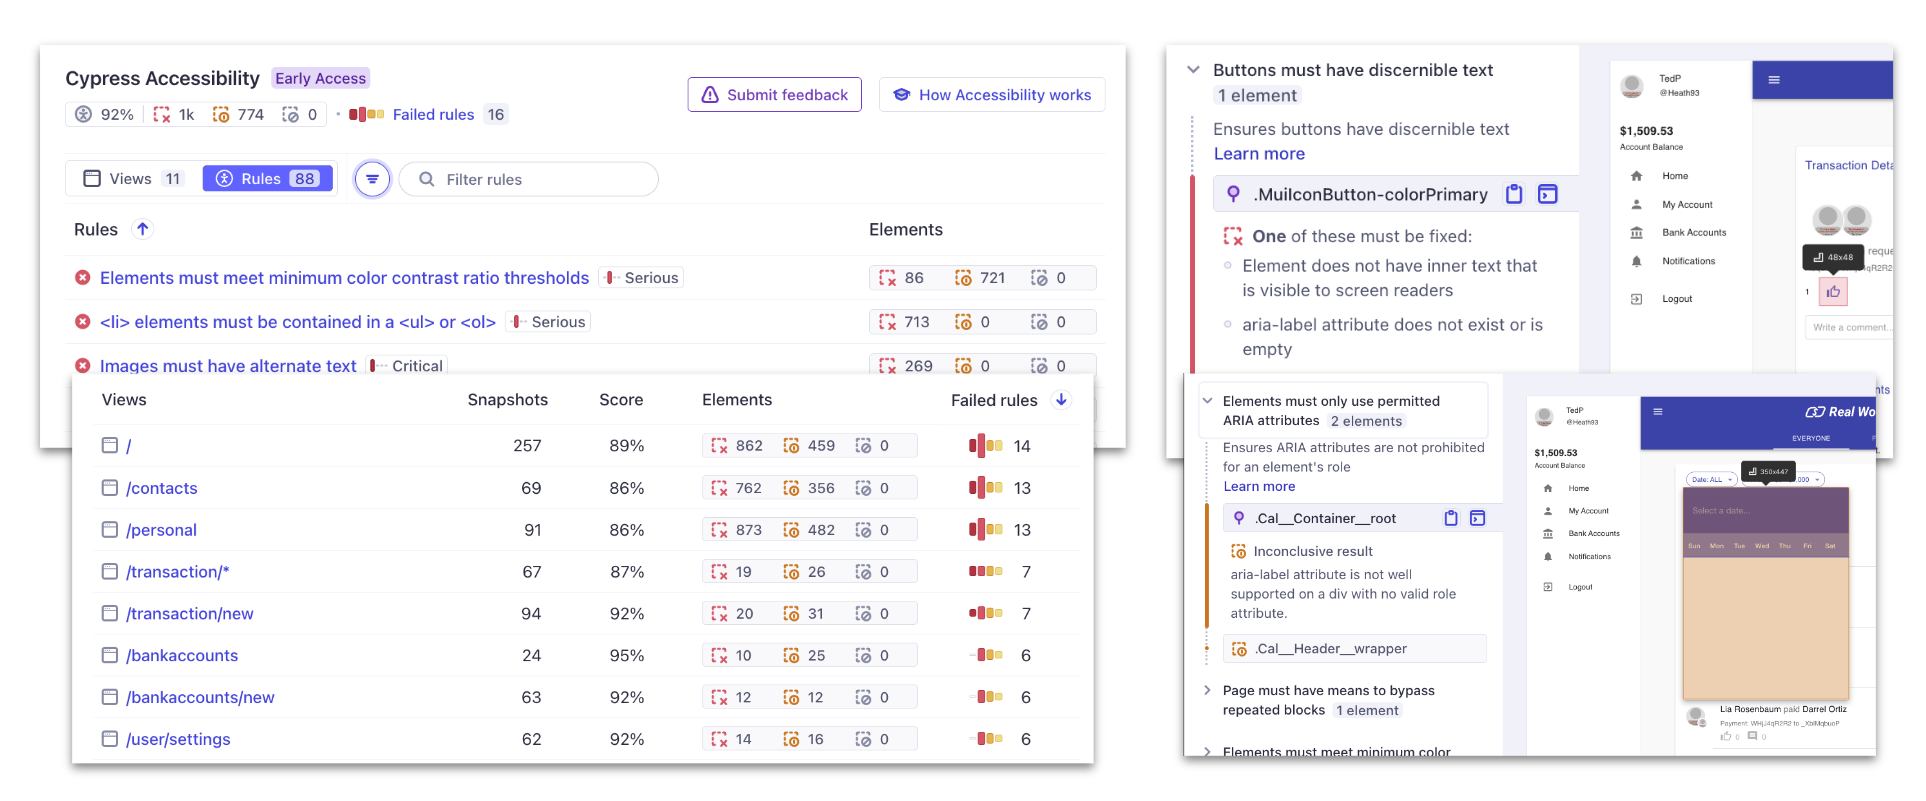 Cypress Accessibility Early Access
92% 1k 774 0 Failed rules 16
Submit feedback
How Accessibility works
Views 11 Rules 88 Filter rules
Rules Elements
Elements must meet minimum color contrast ratio thresholds Serious 86 721 0
<li> elements must be contained in a <ul> or <ol> Serious 713 0 0
Images must have alternate text Critical 269 0 0
Views Snapshots Score Elements Failed rules
/ 257 89% 862 459 0 14
/contacts 69 86% 762 356 0 13
/personal 91 86% 873 482 0 13
/transaction/* 67 87% 19 26 0 7
/transaction/new 94 92% 20 31 0 7
/bankaccounts 24 95% 10 25 0 6
/bankaccounts/new 63 92% 12 12 0 6
/user/settings 62 92% 14 16 0 6
Buttons must have discernible text
1 element
Ensures buttons have discernible text
Learn more
.MuiIconButton-colorPrimary
One of these must be fixed:
Element does not have inner text that
is visible to screen readers
aria-label attribute does not exist or is
empty
TedP
@Heath93
$1,509.53
Account Balance
Home
My Account
Bank Accounts
Notifications
Logout
Transaction Deta
reque
48x48
1
Write a comment...
Elements must only use permitted
ARIA attributes 2 elements
Ensures ARIA attributes are not prohibited
for an element's role
Learn more
.Cal__Container__root
Inconclusive result
aria-label attribute is not well
supported on a div with no valid role
attribute.
.Cal__Header__wrapper
Page must have means to bypass
repeated blocks 1 element
Elements must meet minimum color
TedP
@Heath93
$1,509.53
Account Balance
Home
My Account
Bank Accounts
Notifications
Logout
Real Wo
EVERYONE
350x447
Date: ALL
Select a date...
Sun Mon Tue Wed Thu Fri Sat
Lia Rosenbaum paid Darrel Ortiz
Payment: WHjJ4qR2R2 to _XblMqbuoP
0 0